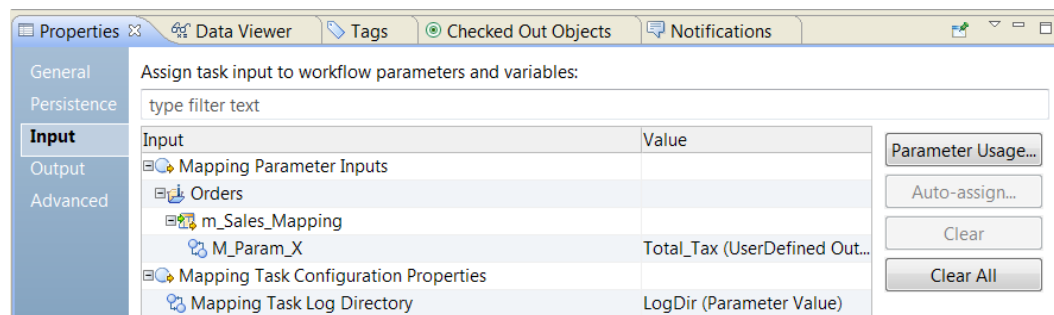 Properties Data Viewer Tags Checked Out Objects Notifications
General
Persistence
Input
Output
Advanced
Assign task input to workflow parameters and variables:
type filter text
Input Value
Mapping Parameter Inputs
Orders
m_Sales_Mapping
M_Param_X Total_Tax (UserDefined Out...
Mapping Task Configuration Properties
Mapping Task Log Directory LogDir (Parameter Value)
Parameter Usage...
Auto-assign...
Clear
Clear All